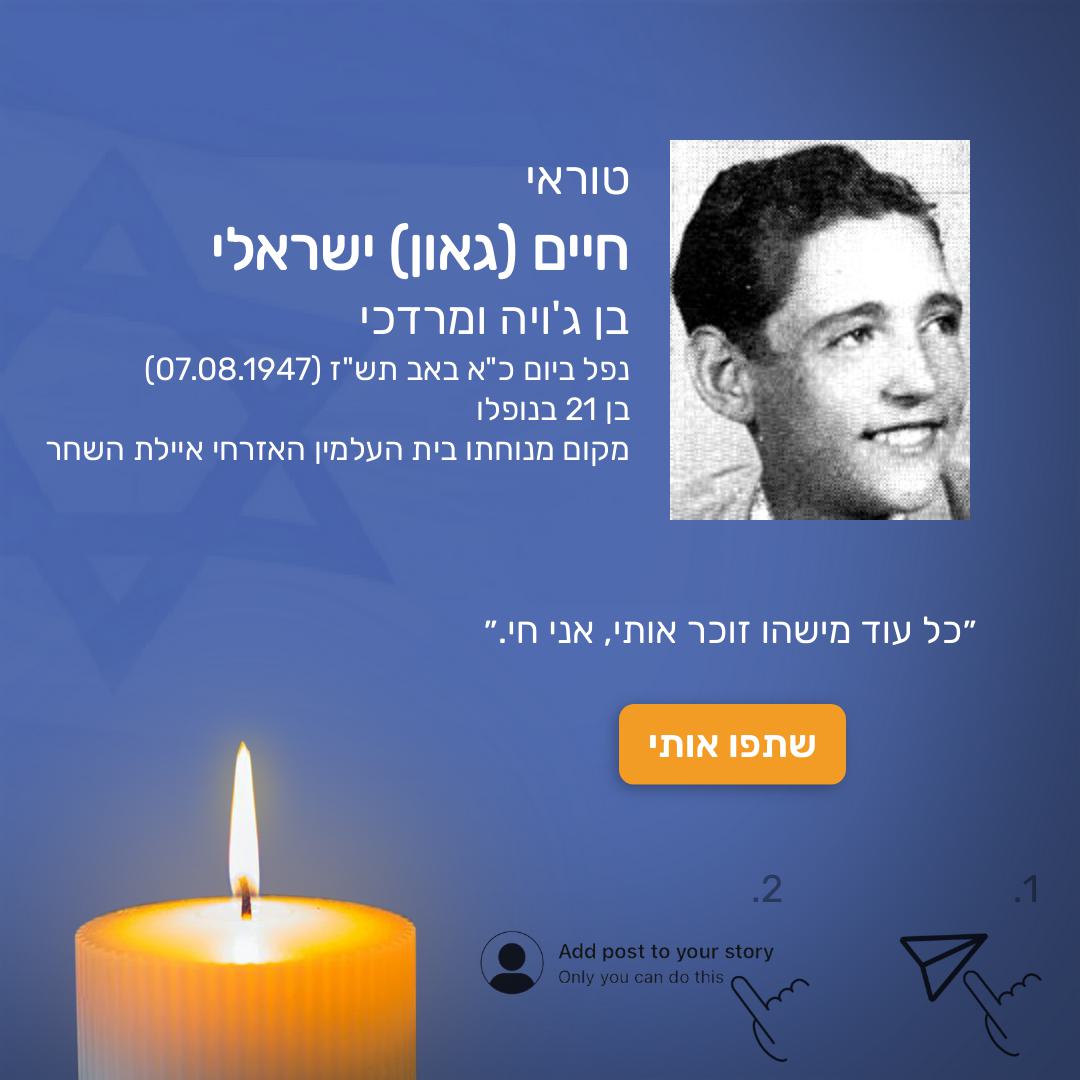 טוראי
חיים (גאון) ישראלי
בן ג'ויה ומרדכי
נפל ביום כ"א באב תש"ז (07.08.1947)
בן 21 בנופלו
מקום מנוחתו בית העלמין האזרחי איילת השחר
״כל עוד מישהו זוכר אותי, אני חי.״
שתפו אותי
.1
.2
Add post to your story
Only you can do this